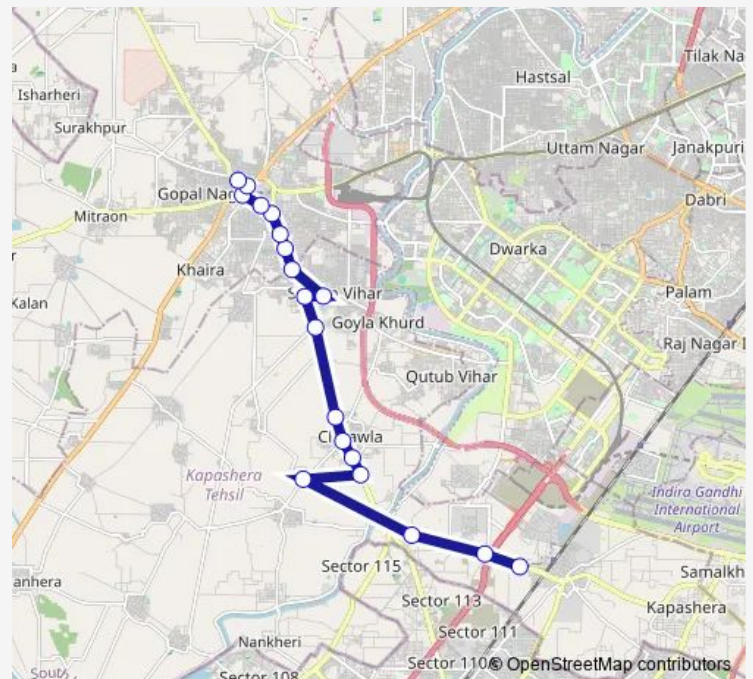 Tilak Na
Hastsal
Isharheri
Surakhpur
Uttam Nagar
Janakpuri
Gopal Nag
Dabri
Mitraon
Dwarka
Khaira
Vihar
Palam
Kalan
Goyla Khurd
Raj Nagar I
Qutub Vihar
awla
Kapashera
Tehsil
Indira Gandhi
International
Airport
Sector 115
Samalkh
anhera
Sector 113
Kapashera
Sector 111
Nankheri
Sector 110
© OpenStreetMap contributors
Sector 108
South